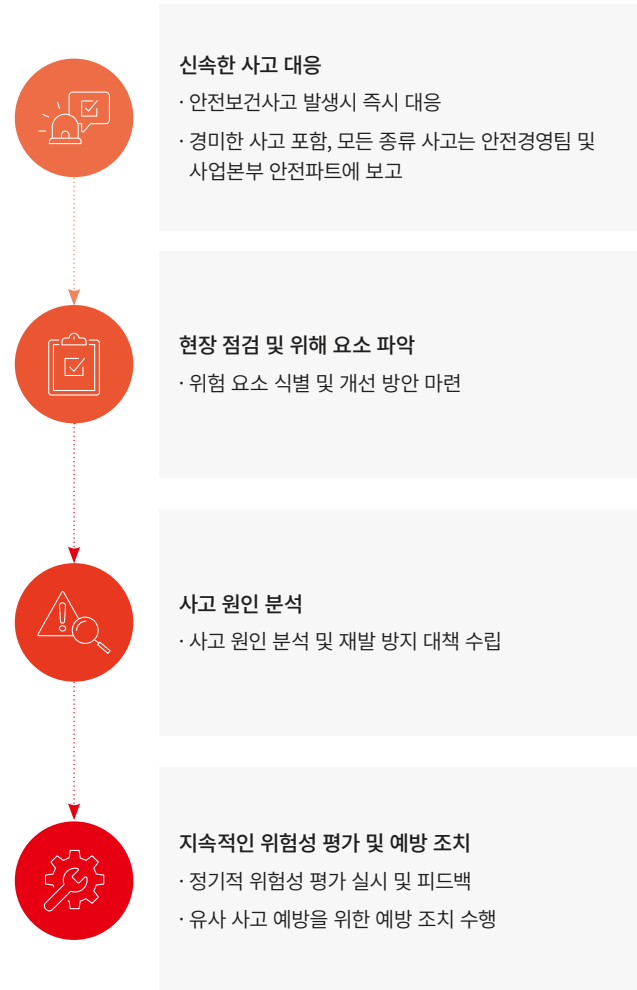 신속한 사고 대응
· 안전보건사고 발생시 즉시 대응
· 경미한 사고 포함, 모든 종류 사고는 안전경영팀 및
사업본부 안전파트에 보고
현장 점검 및 위해 요소 파악
· 위험 요소 식별 및 개선 방안 마련
사고 원인 분석
· 사고 원인 분석 및 재발 방지 대책 수립
지속적인 위험성 평가 및 예방 조치
· 정기적 위험성 평가 실시 및 피드백
· 유사 사고 예방을 위한 예방 조치 수행